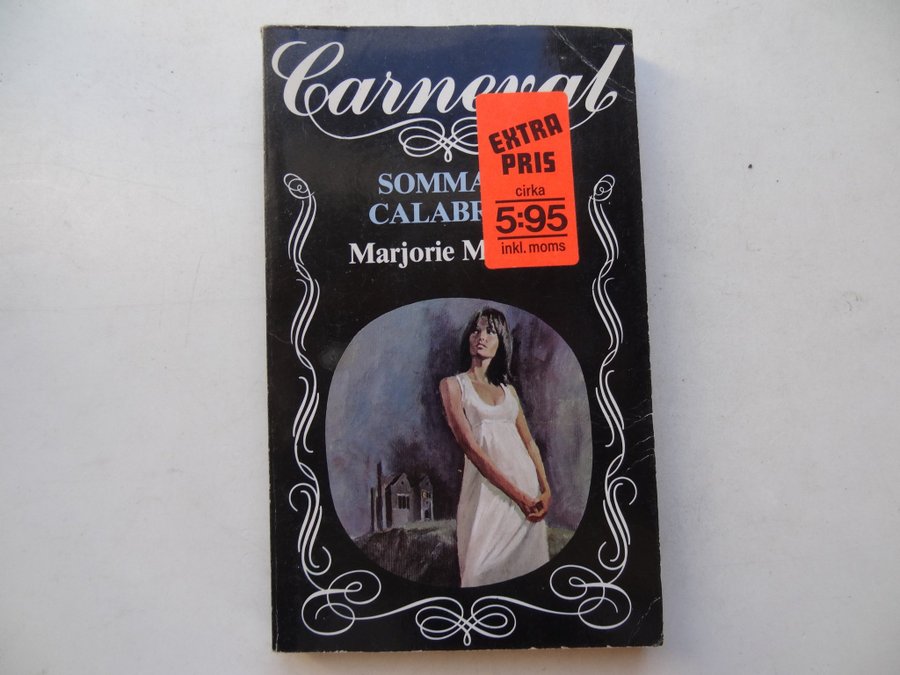 Carneval
SOMMA
CALABR
Marjorie M
EXTRA
PRIS
cirka
5:95
inkl. moms